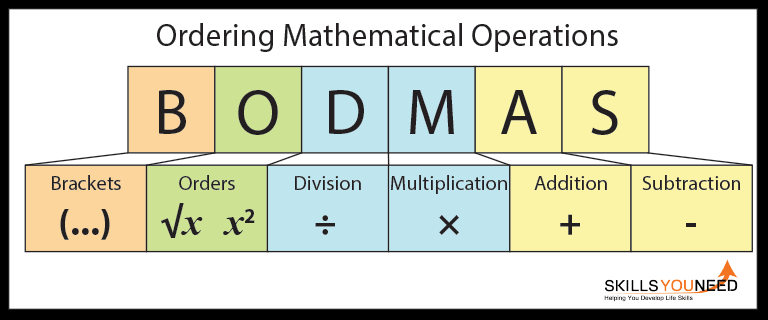 Ordering Mathematical Operations
B O D M A S
Brackets Orders Division Multiplication Addition Subtraction
(...) √x x² ÷ × + -
SKILLSYOUNEED
Helping You Develop Life Skills